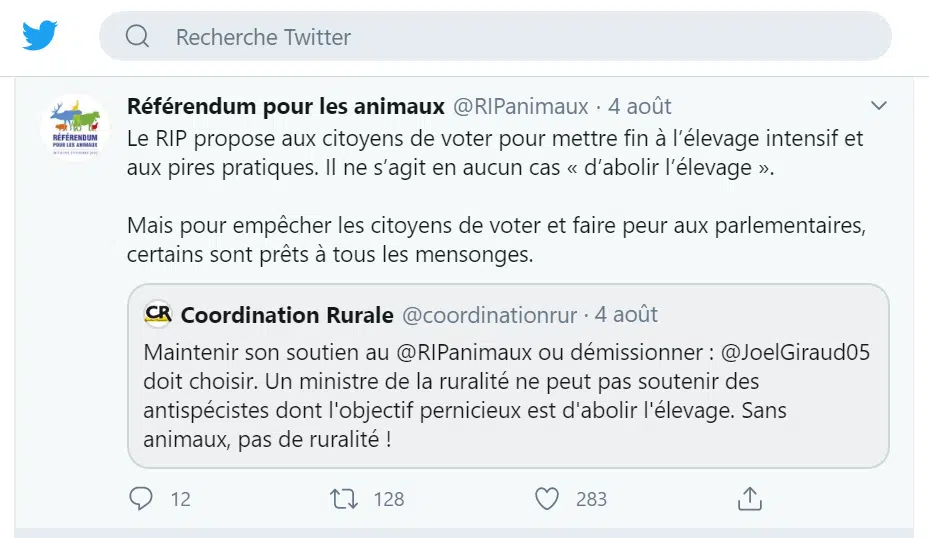 Recherche Twitter
Référendum pour les animaux @RIPanimaux · 4 août
Le RIP propose aux citoyens de voter pour mettre fin à l’élevage intensif et
aux pires pratiques. Il ne s’agit en aucun cas « d’abolir l’élevage ».
Mais pour empêcher les citoyens de voter et faire peur aux parlementaires,
certains sont prêts à tous les mensonges.
RÉFÉRENDUM
POUR LES ANIMAUX
CR Coordination Rurale @coordinationrur · 4 août
Maintenir son soutien au @RIPanimaux ou démissionner : @JoelGiraud05
doit choisir. Un ministre de la ruralité ne peut pas soutenir des
antispécistes dont l'objectif pernicieux est d'abolir l'élevage. Sans
animaux, pas de ruralité !
12 128 283